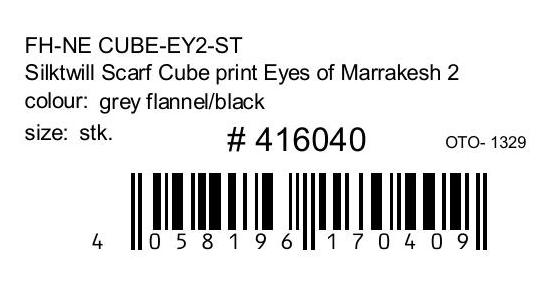 FH-NE CUBE-EY2-ST
Silktwill Scarf Cube print Eyes of Marrakesh 2
colour: grey flannel/black
size: stk.
# 416040
OTO- 1329
4 058196 170409